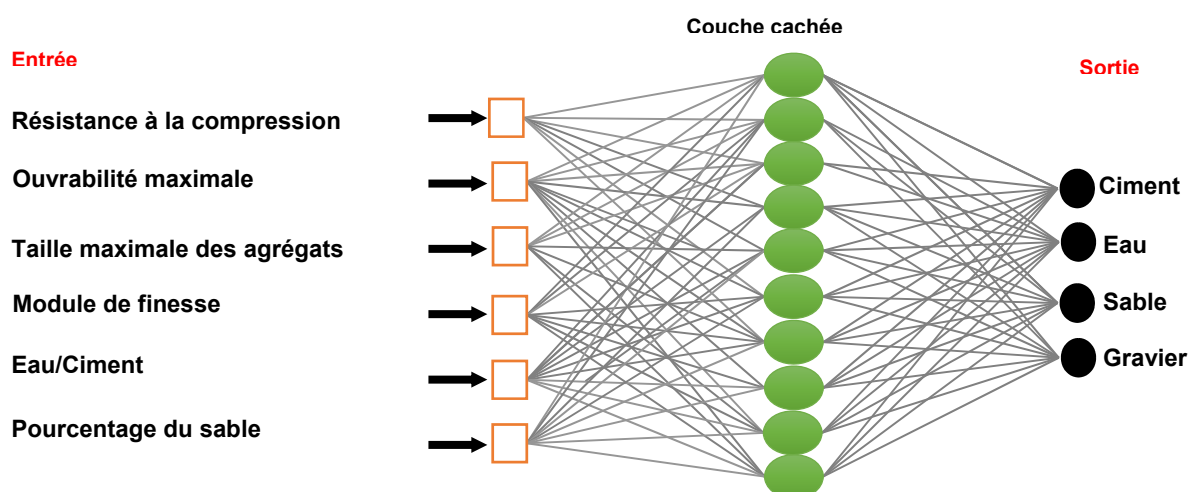 Couche cachée
Entrée
Sortie
Résistance à la compression
Ouvrabilité maximale
Taille maximale des agrégats
Module de finesse
Eau/Ciment
Pourcentage du sable
Ciment
Eau
Sable
Gravier